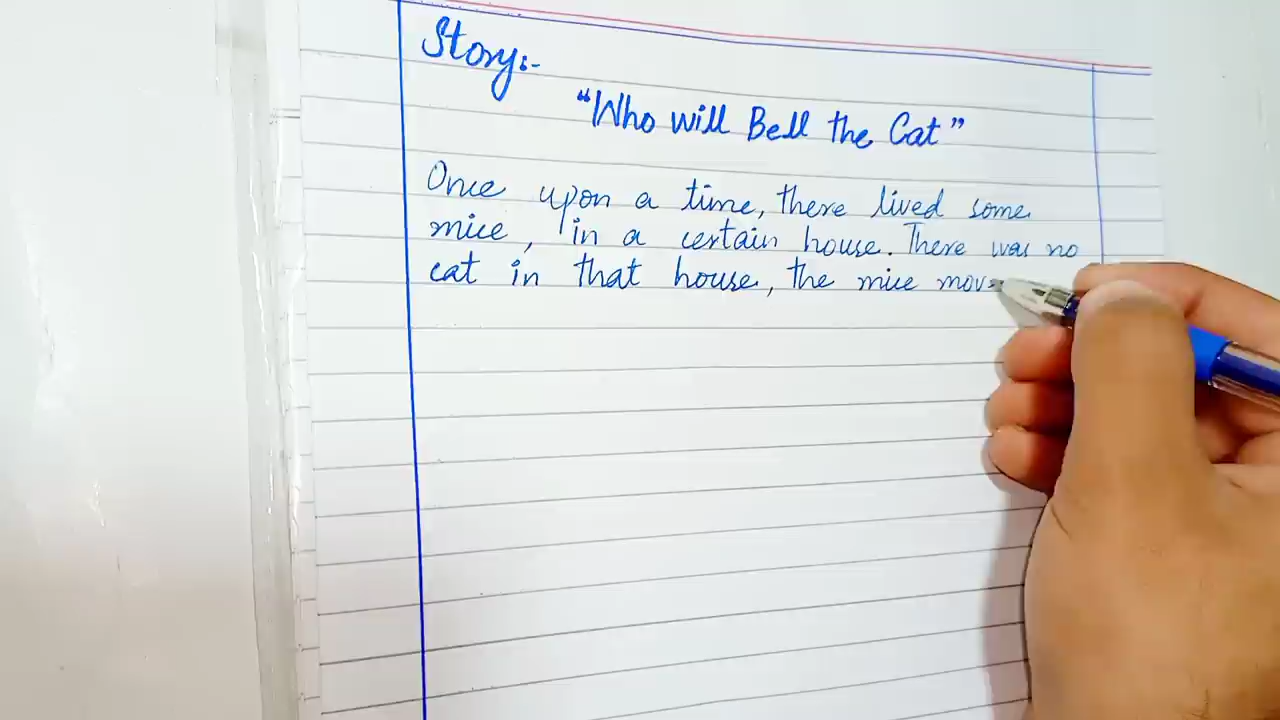 Story:-
"Who will Bell the Cat"
Once upon a time, there lived some
mice, in a certain house. There was no
cat in that house, the mice move